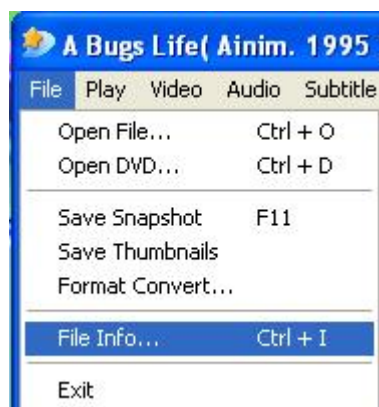 A Bugs Life( Ainim. 1995
File Play Video Audio Subtitle
Open File... Ctrl + O
Open DVD... Ctrl + D
Save Snapshot F11
Save Thumbnails
Format Convert...
File Info... Ctrl + I
Exit